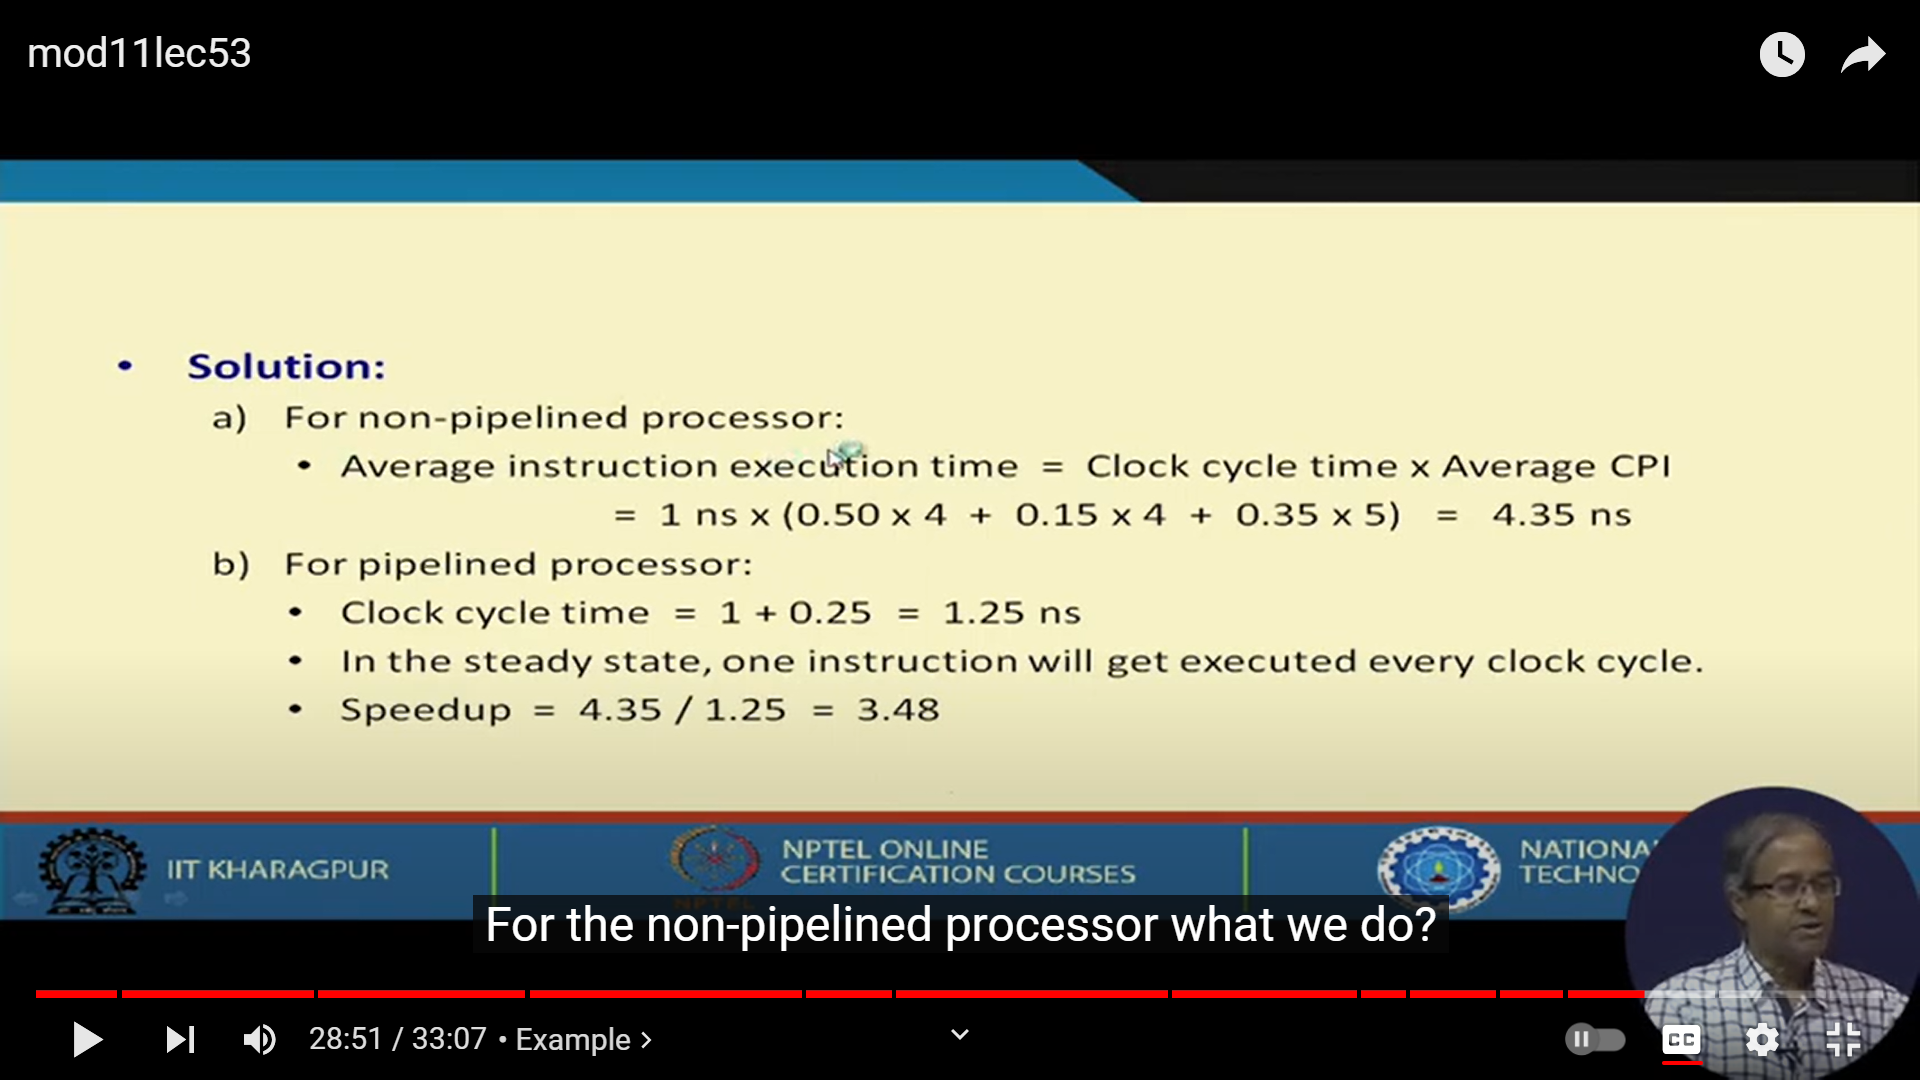 mod11lec53
• Solution:
a) For non-pipelined processor:
• Average instruction execution time = Clock cycle time x Average CPI
= 1 ns x (0.50 x 4 + 0.15 x 4 + 0.35 x 5) = 4.35 ns
b) For pipelined processor:
• Clock cycle time = 1 + 0.25 = 1.25 ns
• In the steady state, one instruction will get executed every clock cycle.
• Speedup = 4.35 / 1.25 = 3.48
IIT KHARAGPUR
NPTEL ONLINE
CERTIFICATION COURSES
NPTEL
For the non-pipelined processor what we do?
28:51 / 33:07 • Example ›
CC